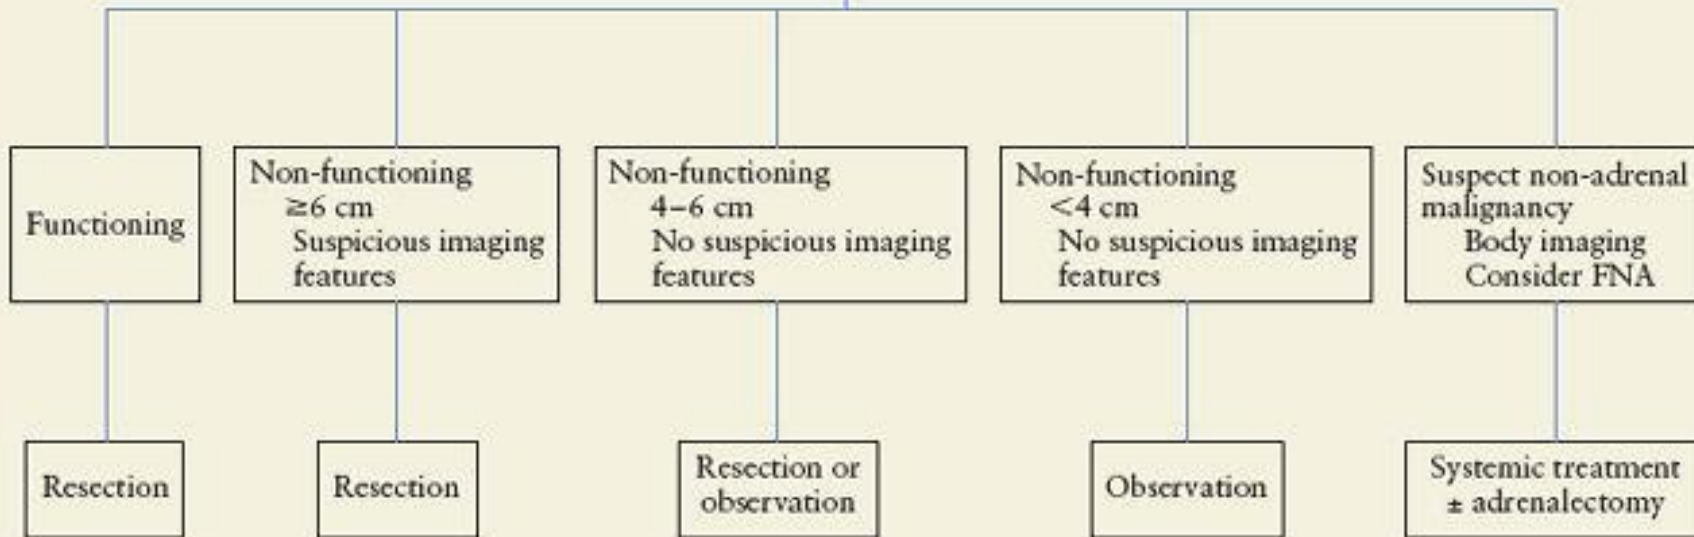 Functioning
Non-functioning
≥6 cm
Suspicious imaging
features
Non-functioning
4–6 cm
No suspicious imaging
features
Non-functioning
<4 cm
No suspicious imaging
features
Suspect non-adrenal
malignancy
Body imaging
Consider FNA
Resection
Resection
Resection or
observation
Observation
Systemic treatment
± adrenalectomy